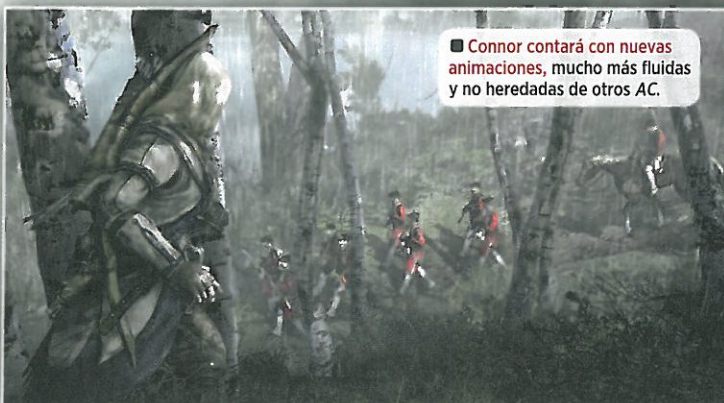 ■ Connor contará con nuevas
animaciones, mucho más fluidas
y no heredadas de otros AC.